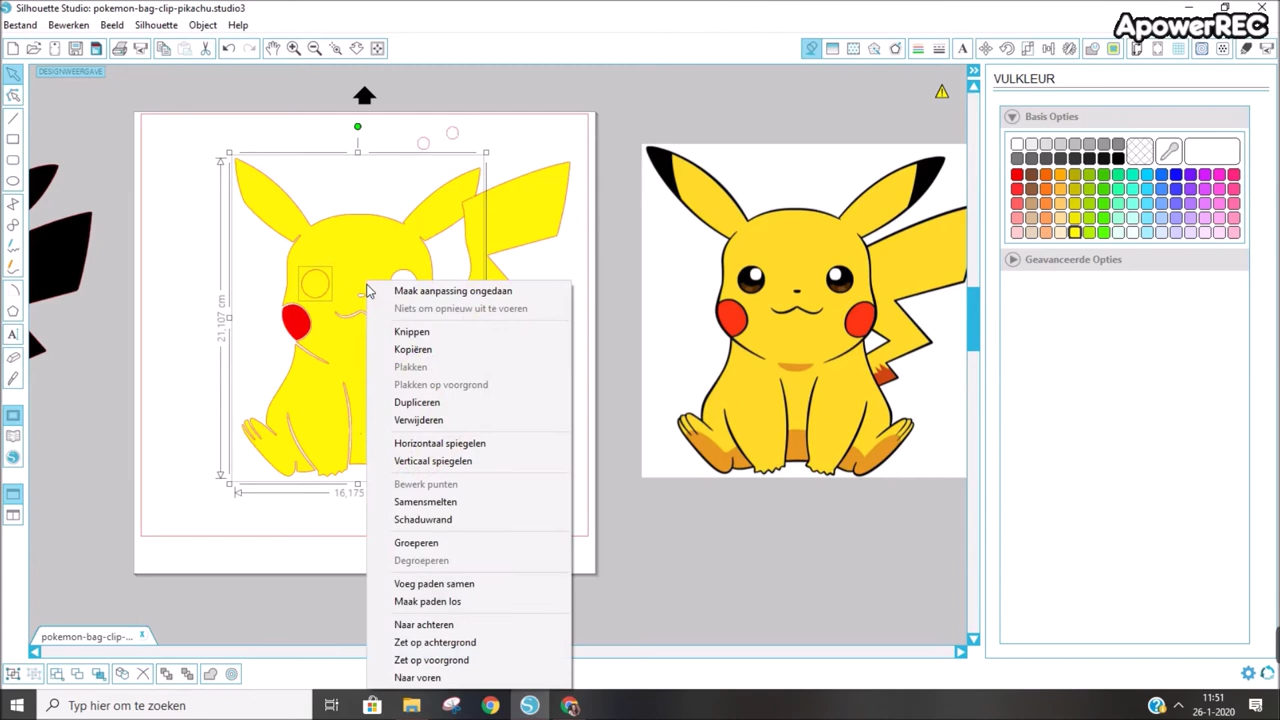 Silhouette Studio: pokemon-bag-clip-pikachu.studio3
ApowerREC
Bestand Bewerken Beeld Silhouette Object Help
DESIGNWEERGAVE
VULKLEUR
Basis Opties
Geavanceerde Opties
21,107 cm
16,175
Maak aanpassing ongedaan
Niets om opnieuw uit te voeren
Knippen
Kopiëren
Plakken
Plakken op voorgrond
Dupliceren
Verwijderen
Horizontaal spiegelen
Verticaal spiegelen
Bewerk punten
Samensmelten
Schaduwrand
Groeperen
Degroeperen
Voeg paden samen
Maak paden los
Naar achteren
Zet op achtergrond
Zet op voorgrond
Naar voren
pokemon-bag-clip-...
Typ hier om te zoeken
11:51
26-1-2020